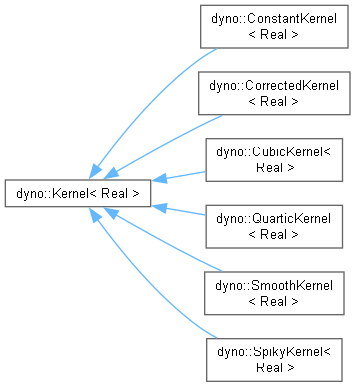 dyno::ConstantKernel
< Real >
dyno::CorrectedKernel
< Real >
dyno::CubicKernel<
Real >
dyno::Kernel< Real >
dyno::QuarticKernel
< Real >
dyno::SmoothKernel
< Real >
dyno::SpikyKernel<
Real >